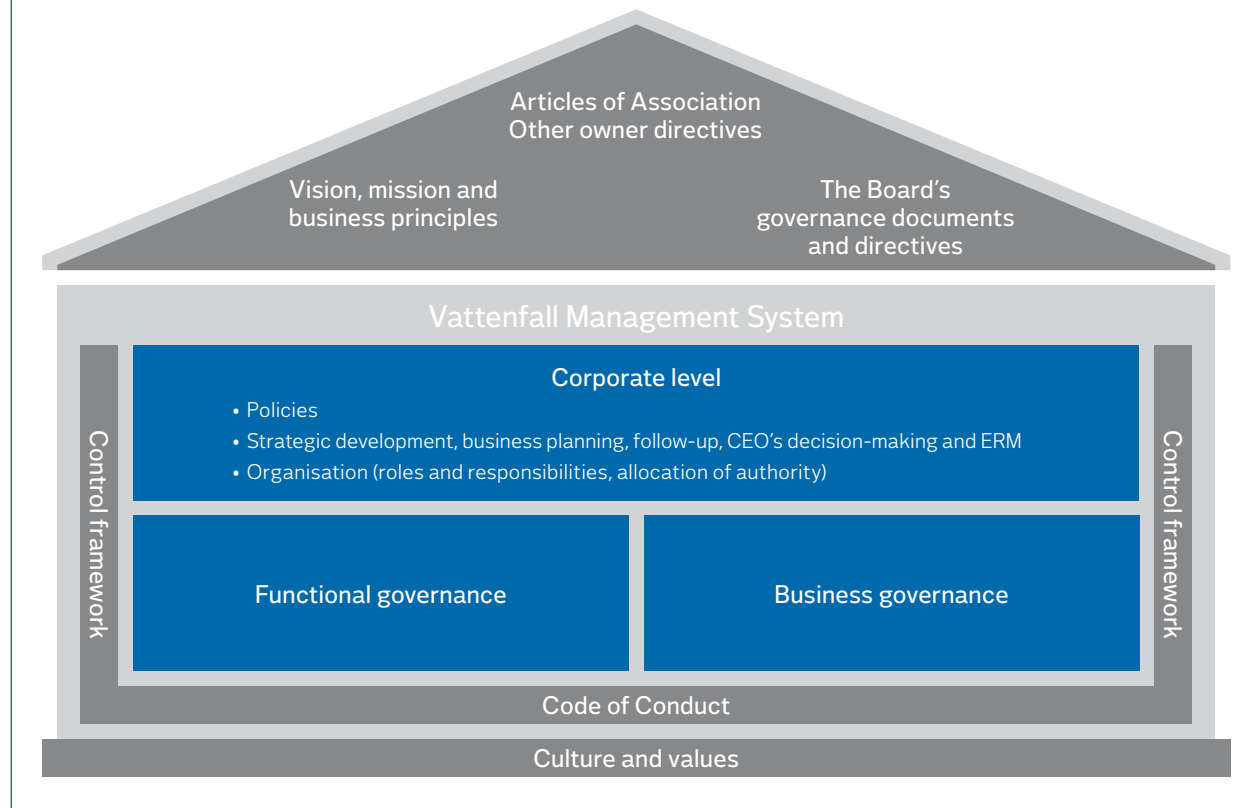 Articles of Association
Other owner directives
Vision, mission and
business principles
The Board’s
governance documents
and directives
Vattenfall Management System
Control framework
Corporate level
• Policies
• Strategic development, business planning, follow-up, CEO’s decision-making and ERM
• Organisation (roles and responsibilities, allocation of authority)
Functional governance
Business governance
Control framework
Code of Conduct
Culture and values